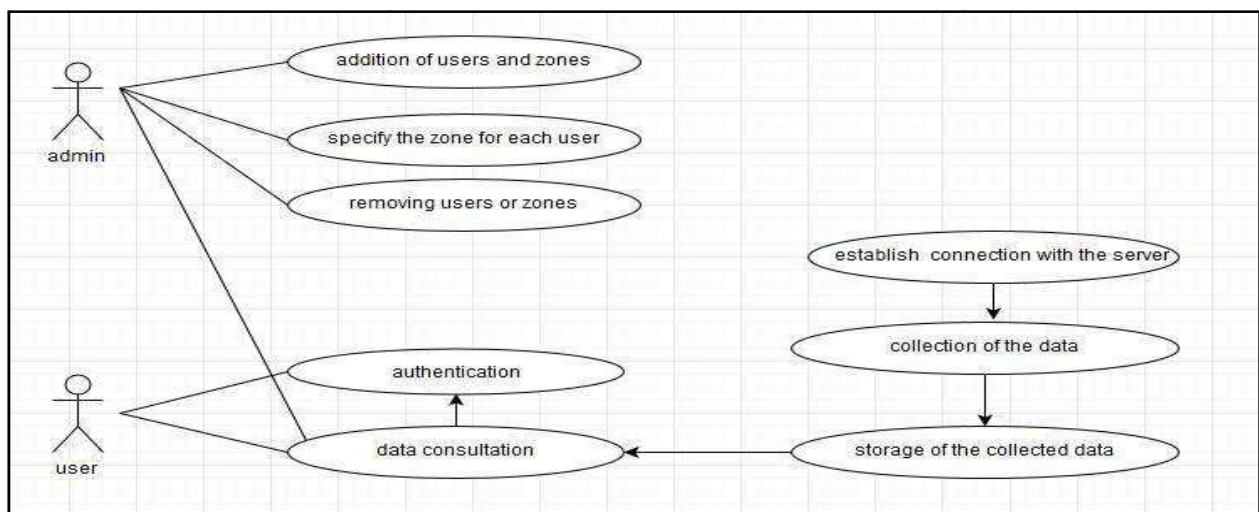 addition of users and zones
admin
specify the zone for each user
removing users or zones
establish connection with the server
collection of the data
authentication
user
data consultation
storage of the collected data